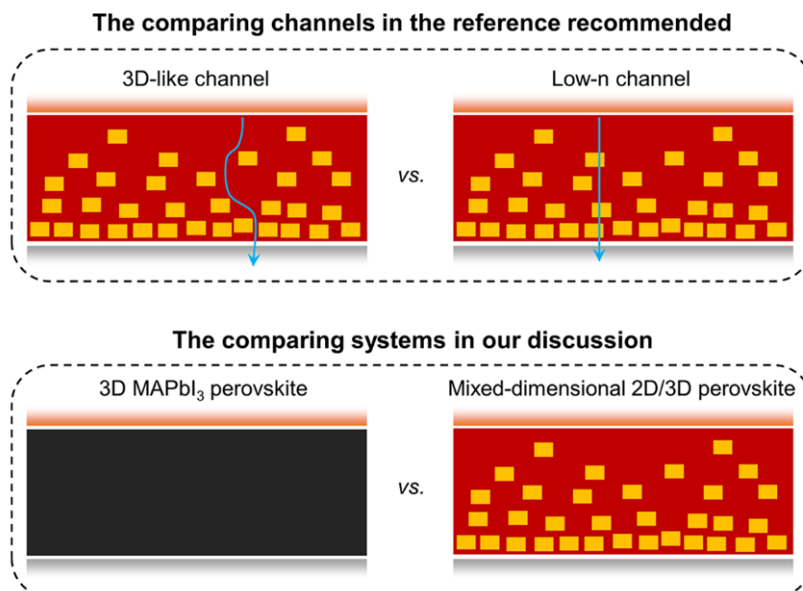 The comparing channels in the reference recommended
3D-like channel
Low-n channel
vs.
The comparing systems in our discussion
3D MAPbI₃ perovskite
Mixed-dimensional 2D/3D perovskite
vs.